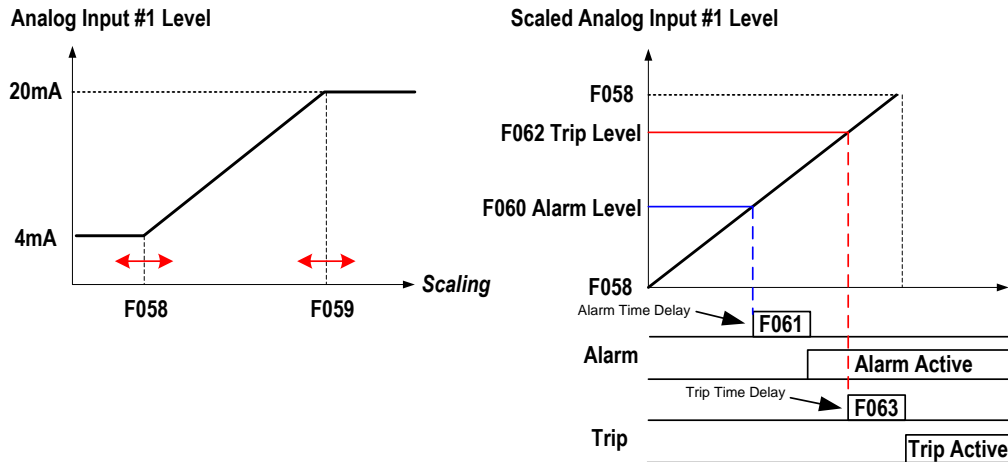 Analog Input #1 Level
20mA
4mA
F058
F059
Scaling
Scaled Analog Input #1 Level
F058
F062 Trip Level
F060 Alarm Level
F058
Alarm Time Delay
F061
Alarm
Alarm Active
Trip Time Delay
F063
Trip
Trip Active